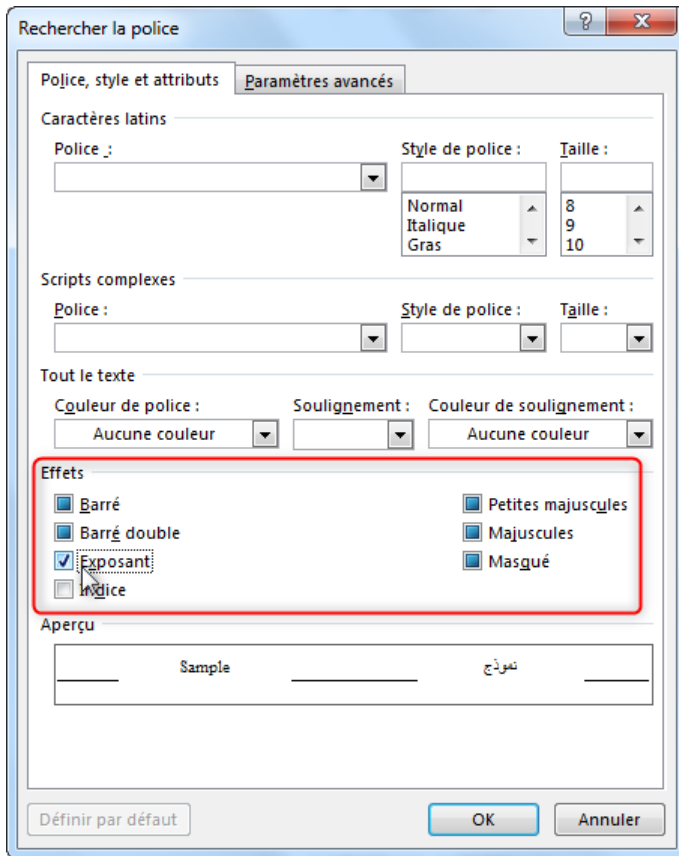 Rechercher la police
Police, style et attributs Paramètres avancés
Caractères latins
Police : Style de police : Taille :
Normal 8
Italique 9
Gras 10
Scripts complexes
Police : Style de police : Taille :
Tout le texte
Couleur de police : Soulignement : Couleur de soulignement :
Aucune couleur Aucune couleur
Effets
Barré Petites majuscules
Barré double Majuscules
Exposant Masqué
Indice
Aperçu
Sample نموذج
Définir par défaut OK Annuler